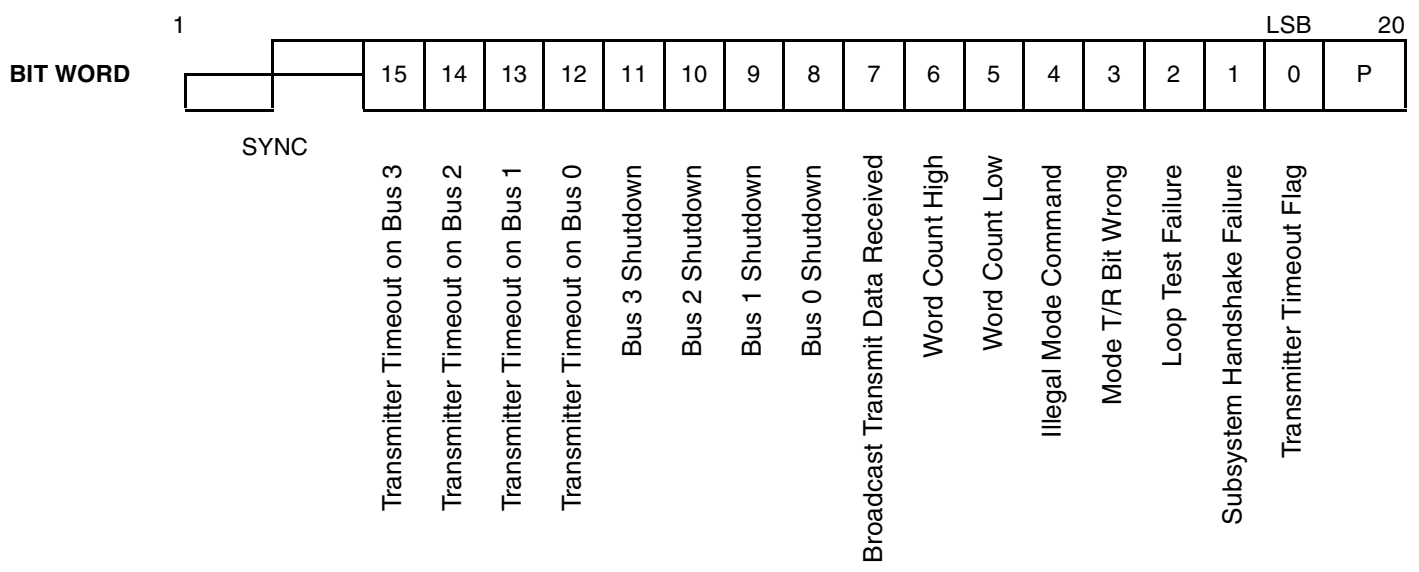 1 LSB 20
BIT WORD 15 14 13 12 11 10 9 8 7 6 5 4 3 2 1 0 P
SYNC
Transmitter Timeout on Bus 3
Transmitter Timeout on Bus 2
Transmitter Timeout on Bus 1
Transmitter Timeout on Bus 0
Bus 3 Shutdown
Bus 2 Shutdown
Bus 1 Shutdown
Bus 0 Shutdown
Broadcast Transmit Data Received
Word Count High
Word Count Low
Illegal Mode Command
Mode T/R Bit Wrong
Loop Test Failure
Subsystem Handshake Failure
Transmitter Timeout Flag